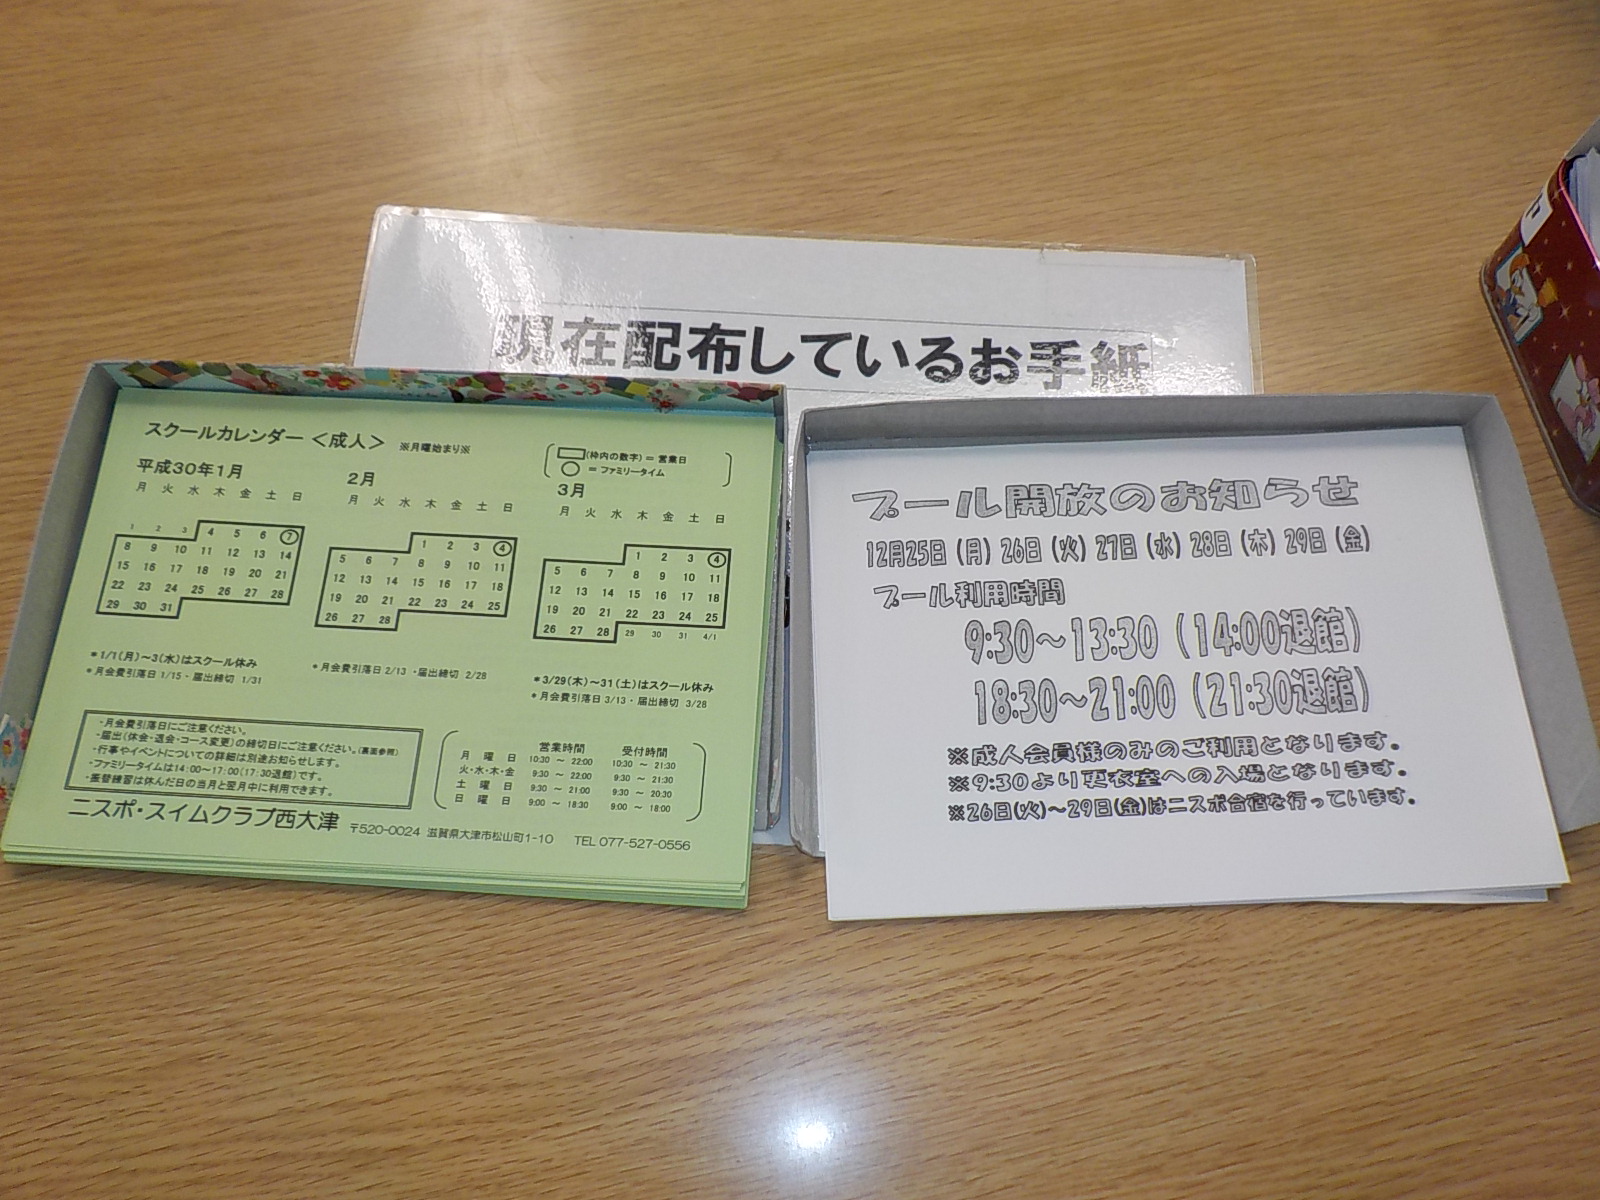 現在配布しているお手紙
スクールカレンダー <成人> ※月曜始まり※
(枠内の数字) = 営業日
= ファミリータイム
平成30年1月
月 火 水 木 金 土 日
1 2 3 4 5 6 7
8 9 10 11 12 13 14
15 16 17 18 19 20 21
22 23 24 25 26 27 28
29 30 31
*1/1(月)~3(水)はスクール休み
*月会費引落日 1/15・届出締切 1/31
2月
月 火 水 木 金 土 日
1 2 3 4
5 6 7 8 9 10 11
12 13 14 15 16 17 18
19 20 21 22 23 24 25
26 27 28
*月会費引落日 2/13 ・届出締切 2/28
3月
月 火 水 木 金 土 日
1 2 3 4
5 6 7 8 9 10 11
12 13 14 15 16 17 18
19 20 21 22 23 24 25
26 27 28 29 30 31 4/1
*3/29(木)~31(土)はスクール休み
*月会費引落日 3/13・届出締切 3/28
・月会費引落日にご注意ください。
・届出(休会・退会・コース変更)の締切日にご注意ください。(裏面参照)
・行事やイベントについての詳細は別途お知らせします。
・ファミリータイムは14:00~17:00(17:30退館)です。
・振替練習は休んだ日の当月と翌月中に利用できます。
営業時間 受付時間
月 曜 日 10:30 ~ 22:00 10:30 ~ 21:30
火・水・木・金 9:30 ~ 22:00 9:30 ~ 21:30
土 曜 日 9:30 ~ 21:00 9:30 ~ 20:30
日 曜 日 9:00 ~ 18:30 9:00 ~ 18:00
ニスポ・スイムクラブ西大津 〒520-0024 滋賀県大津市松山町1-10 TEL 077-527-0556
プール開放のお知らせ
12月25日 (月) 26日 (火) 27日 (水) 28日 (木) 29日 (金)
プール利用時間
9:30~13:30 (14:00退館)
18:30~21:00 (21:30退館)
※成人会員様のみのご利用となります。
※9:30より更衣室への入場となります。
※26日(火)~29日(金)はニスポ合宿を行っています。